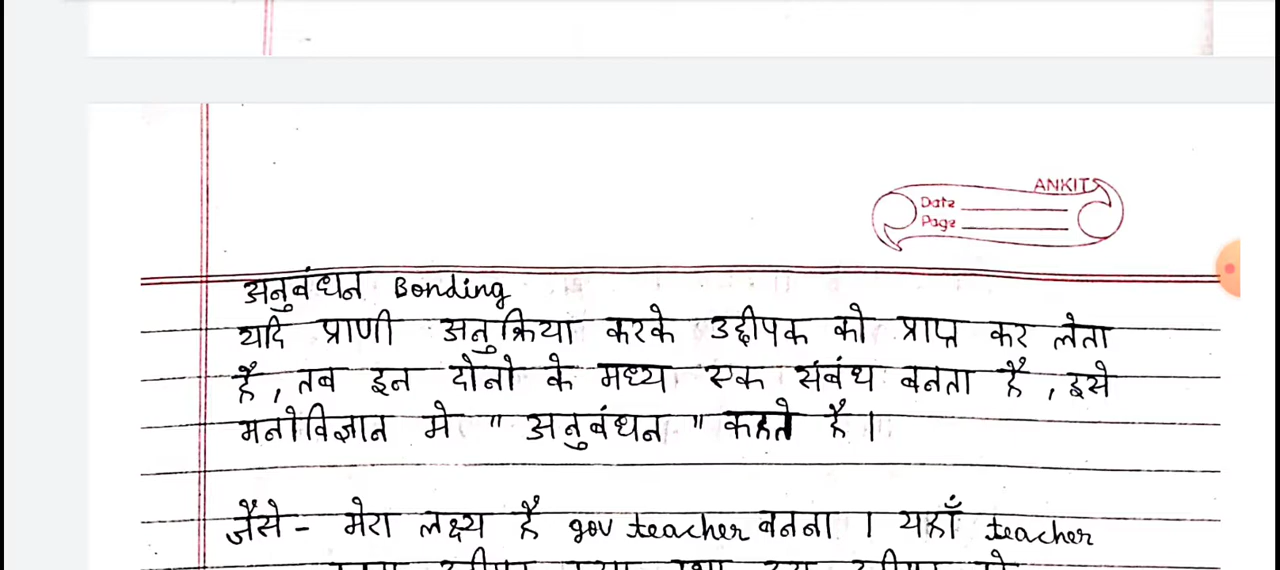 ANKIT
Date
Page
अनुबंधन Bonding
यदि प्राणी अनुक्रिया करके उद्दीपक को प्राप्त कर लेता
है, तब इन दोनो के मध्य एक संबंध बनता है, इसे
मनोविज्ञान मे " अनुबंधन " कहते है।
जैसे - मेरा लक्ष्य है gov teacher बनना । यहाँ teacher